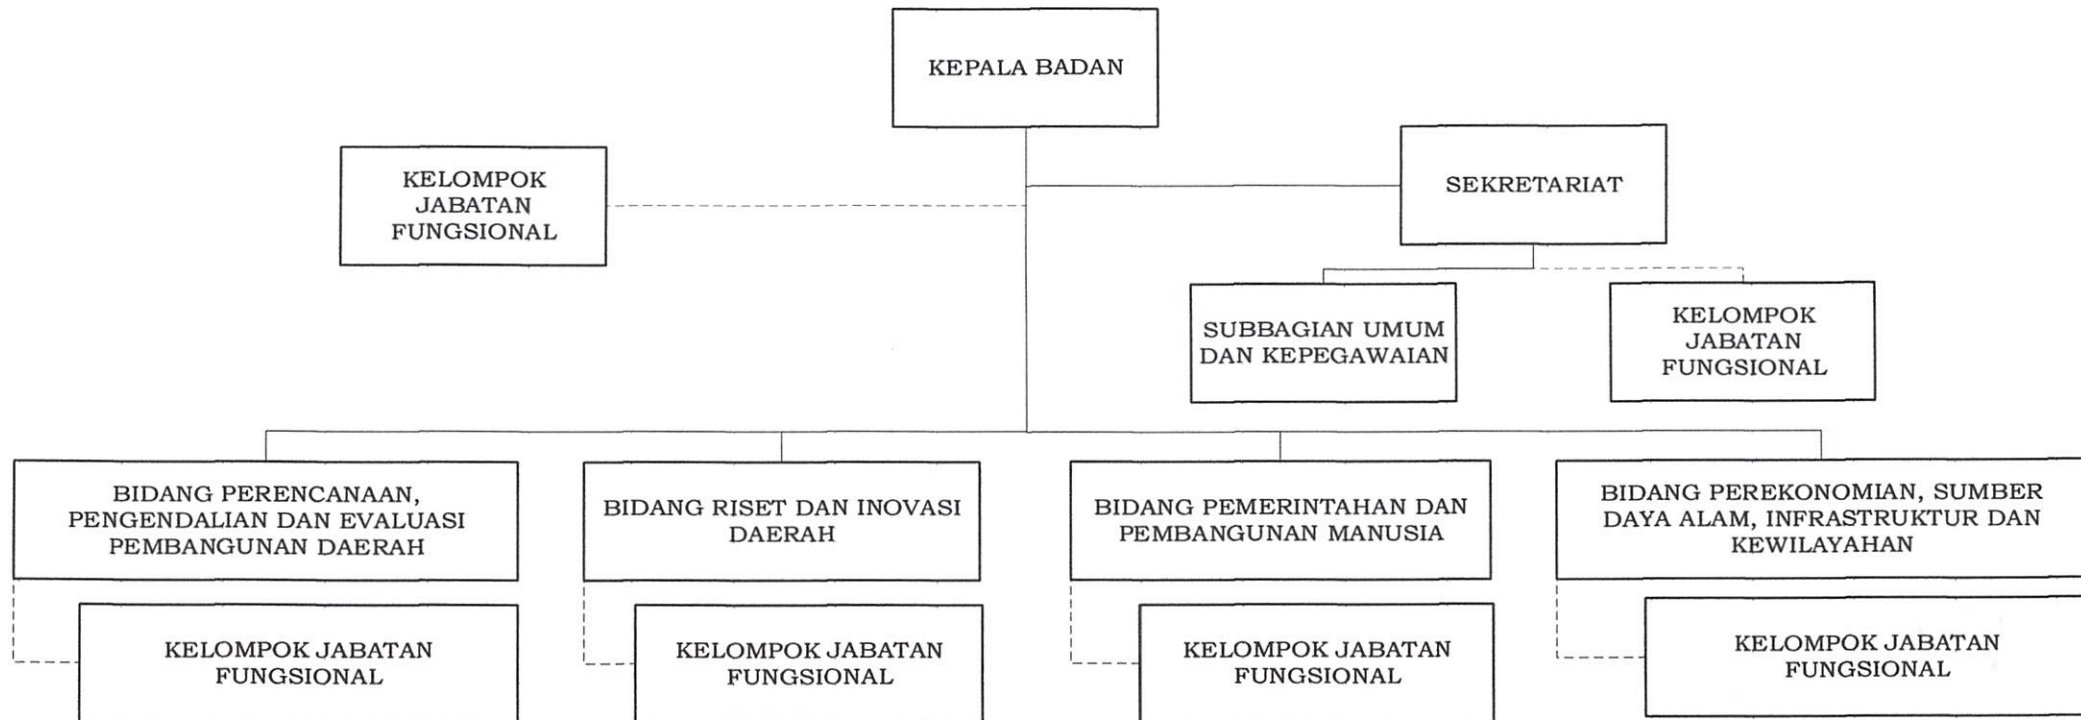 KEPALA BADAN
KELOMPOK
JABATAN
FUNGSIONAL
SEKRETARIAT
SUBBAGIAN UMUM
DAN KEPEGAWAIAN
KELOMPOK
JABATAN
FUNGSIONAL
BIDANG PERENCANAAN,
PENGENDALIAN DAN EVALUASI
PEMBANGUNAN DAERAH
BIDANG RISET DAN INOVASI
DAERAH
BIDANG PEMERINTAHAN DAN
PEMBANGUNAN MANUSIA
BIDANG PEREKONOMIAN, SUMBER
DAYA ALAM, INFRASTRUKTUR DAN
KEWILAYAHAN
KELOMPOK JABATAN
FUNGSIONAL
KELOMPOK JABATAN
FUNGSIONAL
KELOMPOK JABATAN
FUNGSIONAL
KELOMPOK JABATAN
FUNGSIONAL